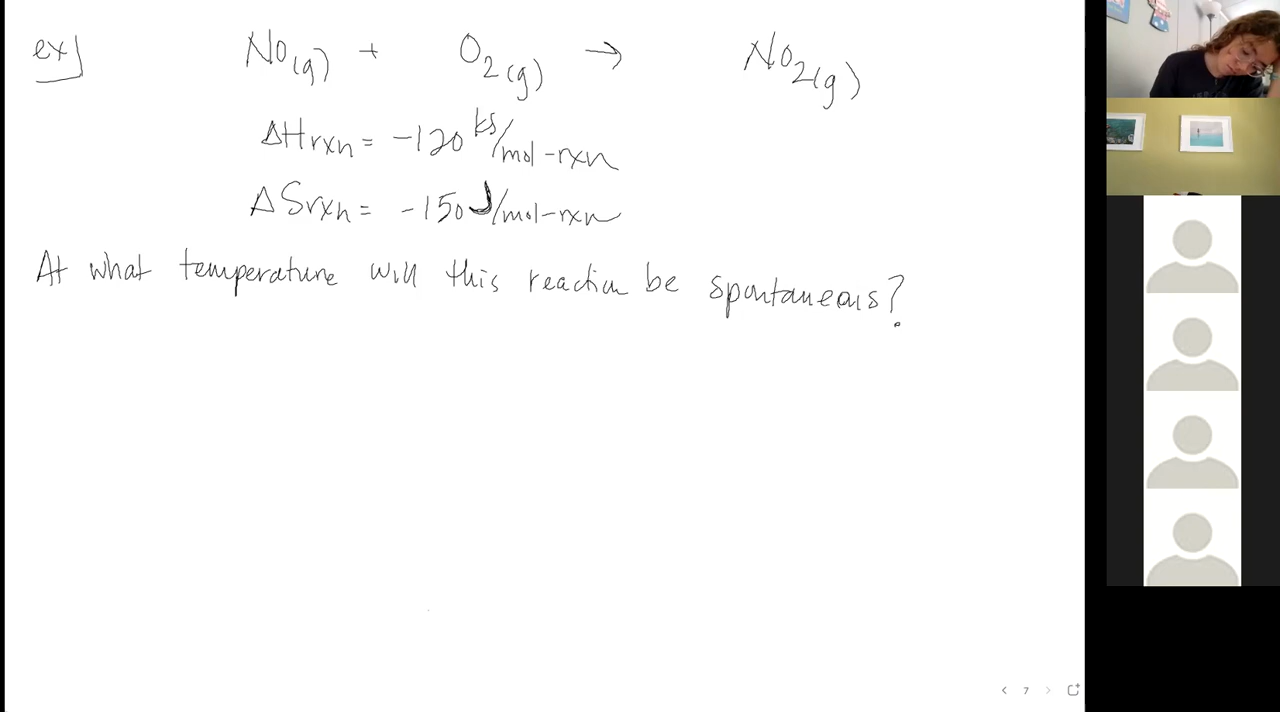 ex] NO(g) + O₂(g) → NO₂(g)
ΔHrxn = -120 kJ/mol-rxn
ΔSrxn = -150 J/mol-rxn
At what temperature will this reaction be spontaneous?
< 7 >